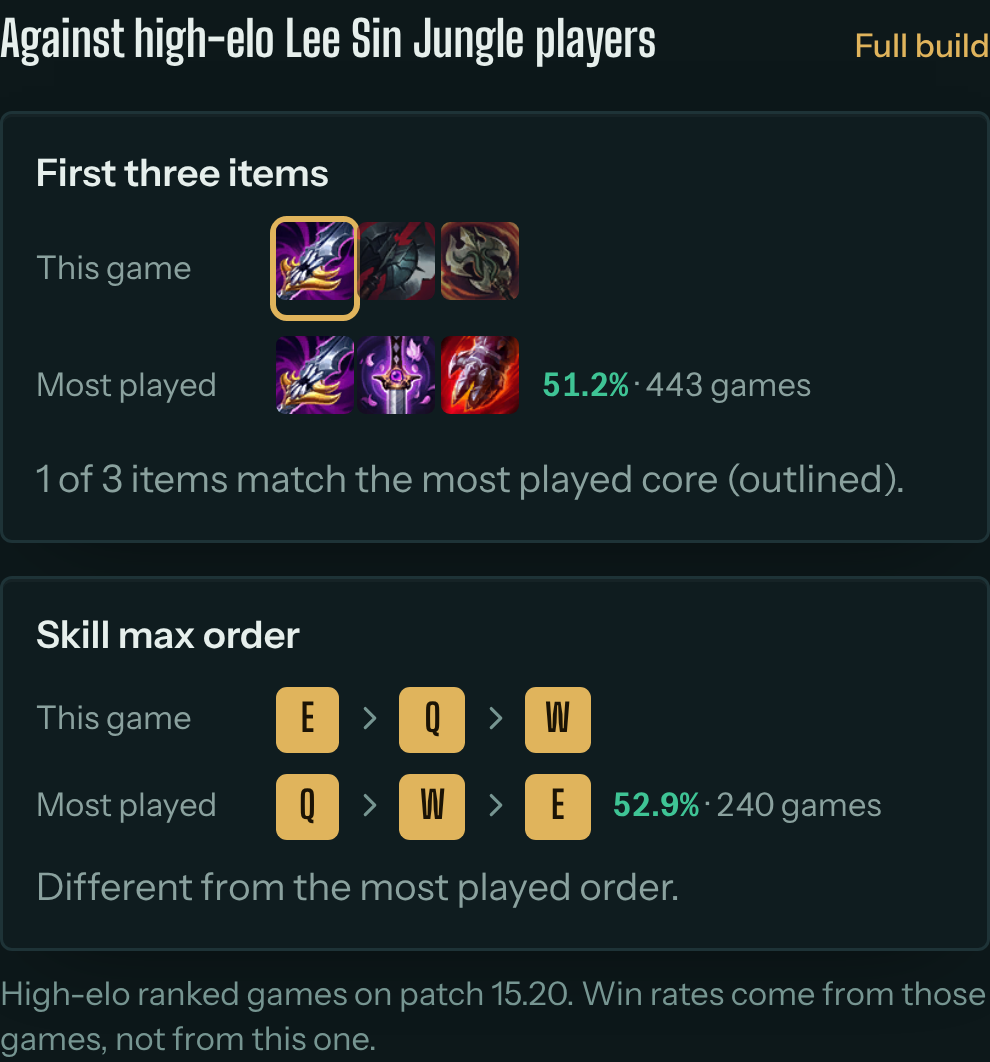 Against high-elo Lee Sin Jungle players
Full build
First three items
This game
Most played
51.2% · 443 games
1 of 3 items match the most played core (outlined).
Skill max order
This game
E > Q > W
Most played
Q > W > E
52.9% · 240 games
Different from the most played order.
High-elo ranked games on patch 15.20. Win rates come from those
games, not from this one.